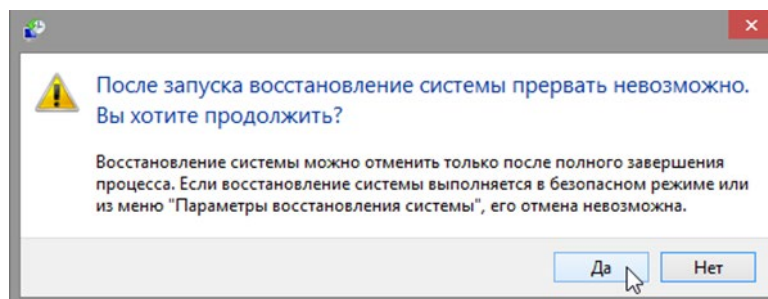 После запуска восстановление системы прервать невозможно.
Вы хотите продолжить?
Восстановление системы можно отменить только после полного завершения
процесса. Если восстановление системы выполняется в безопасном режиме или
из меню "Параметры восстановления системы", его отмена невозможна.
Да
Нет